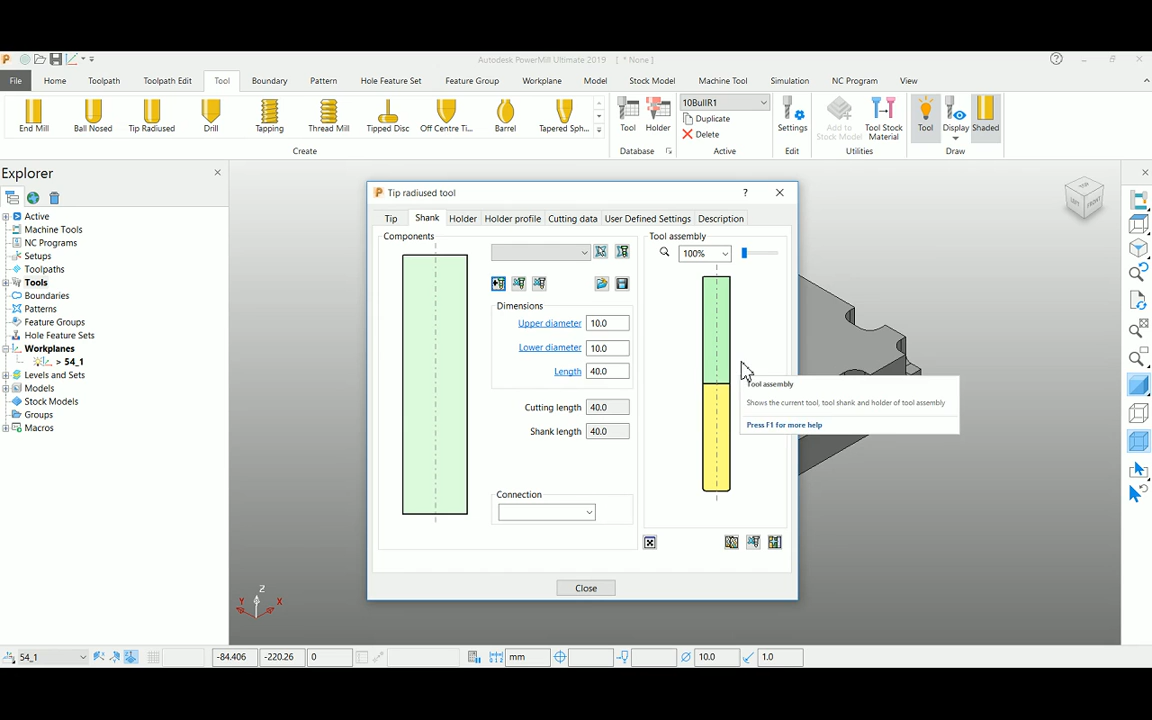 Autodesk PowerMill Ultimate 2019 [ * None ]
File Home Toolpath Toolpath Edit Tool Boundary Pattern Hole Feature Set Feature Group Workplane Model Stock Model Machine Tool Simulation NC Program View
End Mill Ball Nosed Tip Radiused Drill Tapping Thread Mill Tipped Disc Off Centre Ti... Barrel Tapered Sph...
Create
Tool Holder
Database
10BullR1
Duplicate
Delete
Active
Settings
Edit
Add to Stock Model
Tool Stock Material
Utilities
Tool Display Shaded
Draw
Explorer
Active
Machine Tools
NC Programs
Setups
Toolpaths
Tools
Boundaries
Patterns
Feature Groups
Hole Feature Sets
Workplanes
> 54_1
Levels and Sets
Models
Stock Models
Groups
Macros
Tip radiused tool
Tip Shank Holder Holder profile Cutting data User Defined Settings Description
Components
Dimensions
Upper diameter 10.0
Lower diameter 10.0
Length 40.0
Cutting length 40.0
Shank length 40.0
Connection
Tool assembly
100%
Tool assembly
Shows the current tool, tool shank and holder of tool assembly
Press F1 for more help
Close
TOP
LEFT
FRONT
Z
Y X
54_1 -84.406 -220.26 0 mm 10.0 1.0